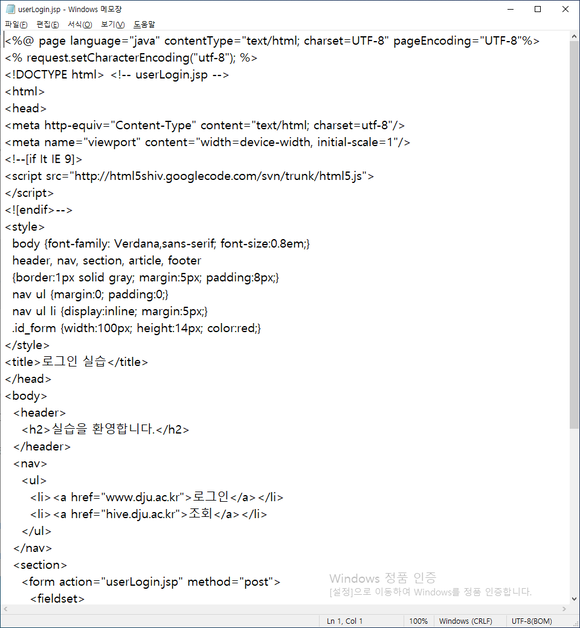 userLogin.jsp - Windows 메모장
파일(F) 편집(E) 서식(O) 보기(V) 도움말
<%@ page language="java" contentType="text/html; charset=UTF-8" pageEncoding="UTF-8"%>
<% request.setCharacterEncoding("utf-8"); %>
<!DOCTYPE html> <!-- userLogin.jsp -->
<html>
<head>
<meta http-equiv="Content-Type" content="text/html; charset=utf-8"/>
<meta name="viewport" content="width=device-width, initial-scale=1"/>
<!--[if lt IE 9]>
<script src="http://html5shiv.googlecode.com/svn/trunk/html5.js">
</script>
<![endif]-->
<style>
body {font-family: Verdana,sans-serif; font-size:0.8em;}
header, nav, section, article, footer
{border:1px solid gray; margin:5px; padding:8px;}
nav ul {margin:0; padding:0;}
nav ul li {display:inline; margin:5px;}
.id_form {width:100px; height:14px; color:red;}
</style>
<title>로그인 실습</title>
</head>
<body>
<header>
<h2>실습을 환영합니다.</h2>
</header>
<nav>
<ul>
<li><a href="www.dju.ac.kr">로그인</a></li>
<li><a href="hive.dju.ac.kr">조회</a></li>
</ul>
</nav>
<section>
<form action="userLogin.jsp" method="post">
<fieldset>
Windows 정품 인증
[설정]으로 이동하여 Windows를 정품 인증합니다.
Ln 1, Col 1 100% Windows (CRLF) UTF-8(BOM)